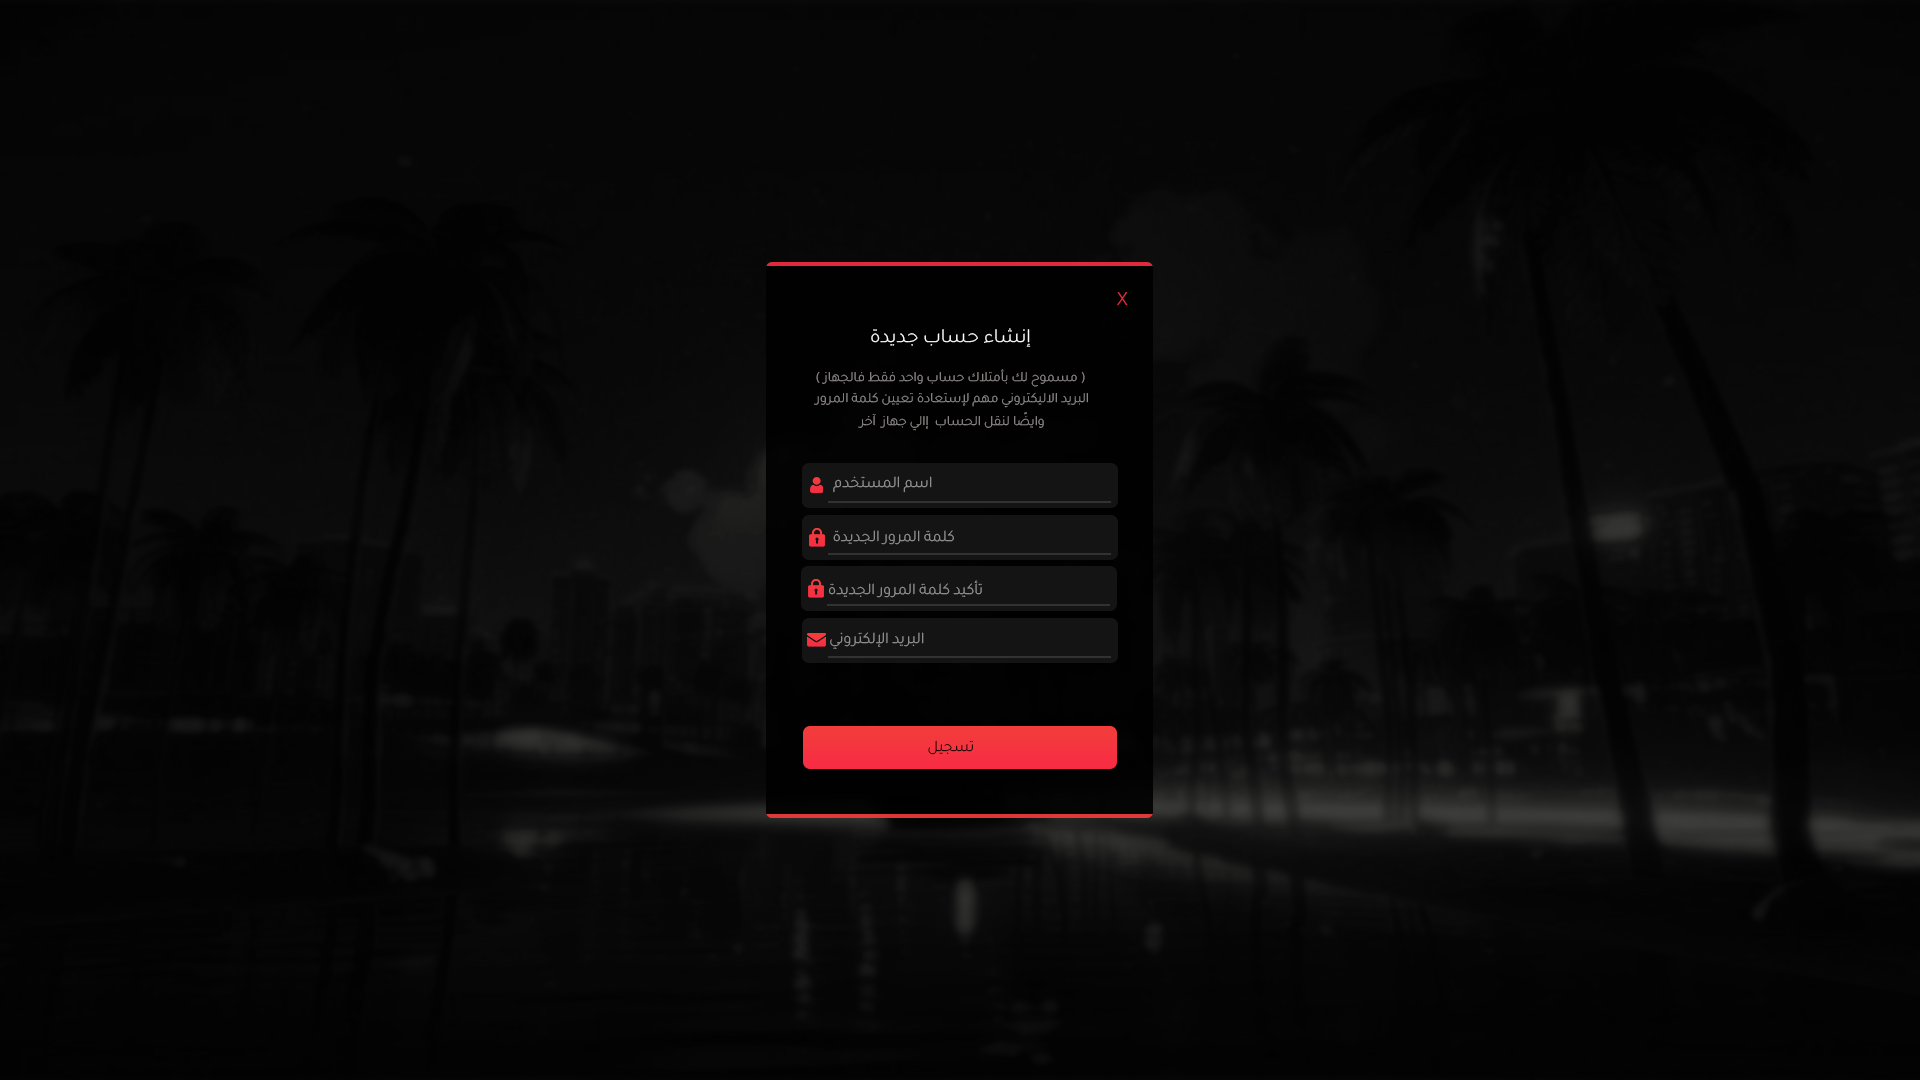 X
إنشاء حساب جديدة
( مسموح لك بأمتلاك حساب واحد فقط فالجهاز )
البريد الاليكتروني مهم لإستعادة تعيين كلمة المرور
وايضًا لنقل الحساب إالي جهاز آخر
اسم المستخدم
كلمة المرور الجديدة
تأكيد كلمة المرور الجديدة
البريد الإلكتروني
تسجيل